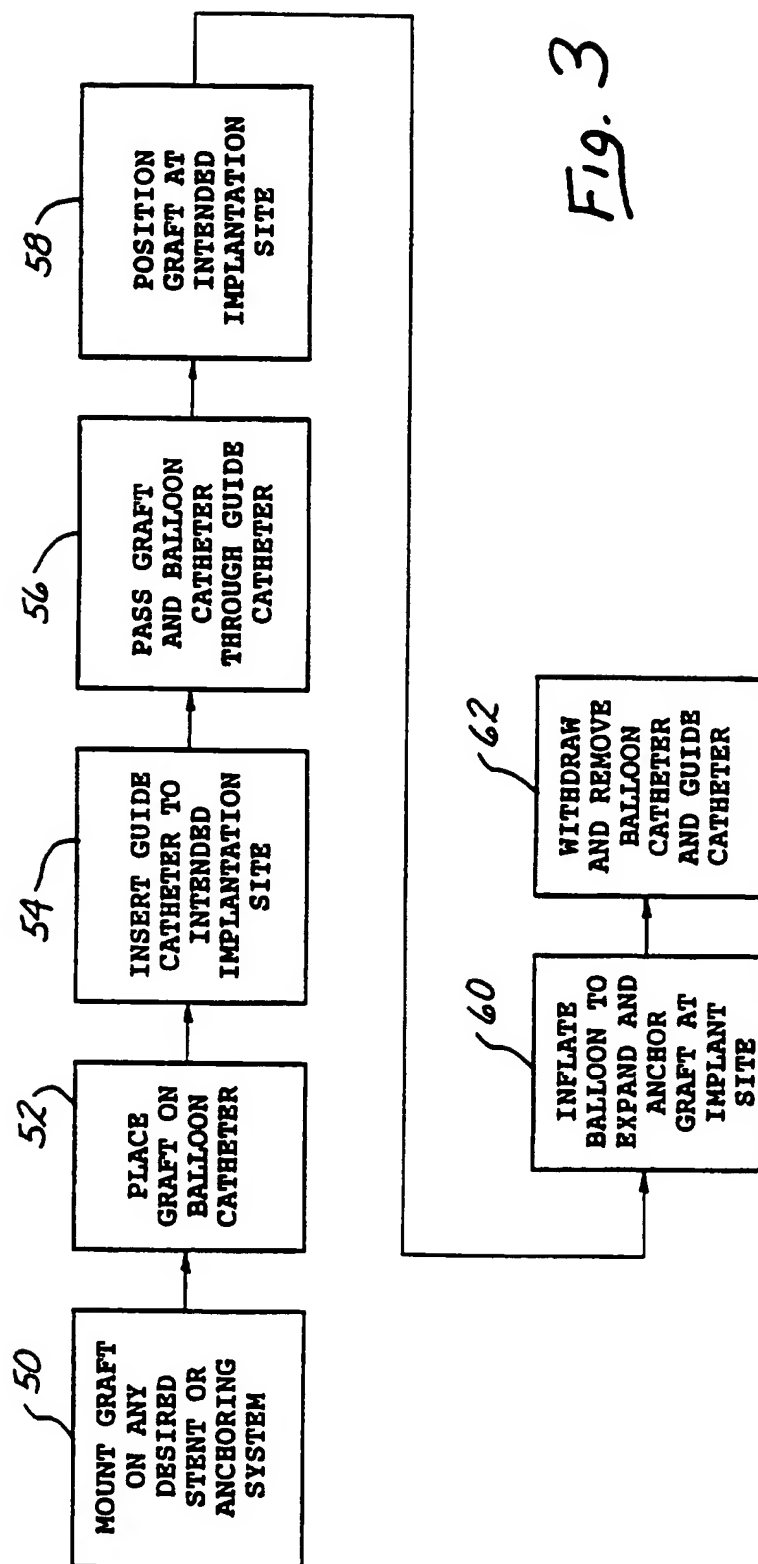 50
MOUNT GRAFT
ON ANY
DESIRED
STENT OR
ANCHORING
SYSTEM
52
PLACE
GRAFT ON
BALLOON
CATHETER
54
INSERT GUIDE
CATHETER TO
INTENDED
IMPLANTATION
SITE
56
PASS GRAFT
AND BALLOON
CATHETER
THROUGH GUIDE
CATHETER
58
POSITION
GRAFT AT
INTENDED
IMPLANTATION
SITE
60
INFLATE
BALLOON TO
EXPAND AND
ANCHOR
GRAFT AT
IMPLANT
SITE
62
WITHDRAW
AND REMOVE
BALLOON
CATHETER
AND GUIDE
CATHETER
Fig. 3